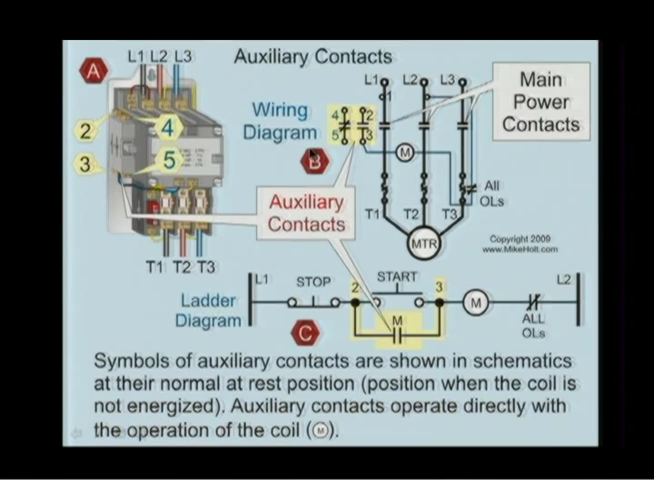 Auxiliary Contacts
A
L1 L2 L3
2
4
3
5
T1 T2 T3
Wiring
Diagram
B
4
5
2
3
L1
L2
L3
1
M
All
OLs
T1
T2
T3
MTR
Main
Power
Contacts
Auxiliary
Contacts
Copyright 2009
www.MikeHolt.com
Ladder
Diagram
C
L1
STOP
2
START
3
M
M
ALL
OLs
L2
Symbols of auxiliary contacts are shown in schematics
at their normal at rest position (position when the coil is
not energized). Auxiliary contacts operate directly with
the operation of the coil (M).